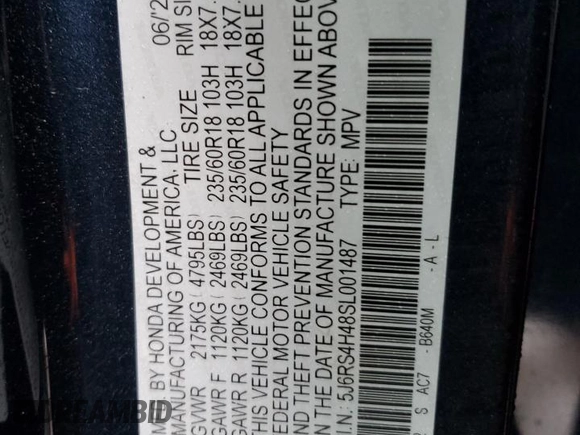 BY HONDA DEVELOPMENT & 06/2
MANUFACTURING OF AMERICA, LLC
GVWR 2175KG ( 4795LBS) TIRE SIZE RIM SI
GAWR F 1120KG ( 2469LBS) 235/60R18 103H 18X7.
GAWR R 1120KG ( 2469LBS) 235/60R18 103H 18X7.
THIS VEHICLE CONFORMS TO ALL APPLICABLE
FEDERAL MOTOR VEHICLE SAFETY
AND THEFT PREVENTION STANDARDS IN EFFEC
ON THE DATE OF MANUFACTURE SHOWN ABOV
V.I.N.: 5J6RS4H48SL001487 TYPE: MPV
S AC7 - B640M - A - L
DREAMBID